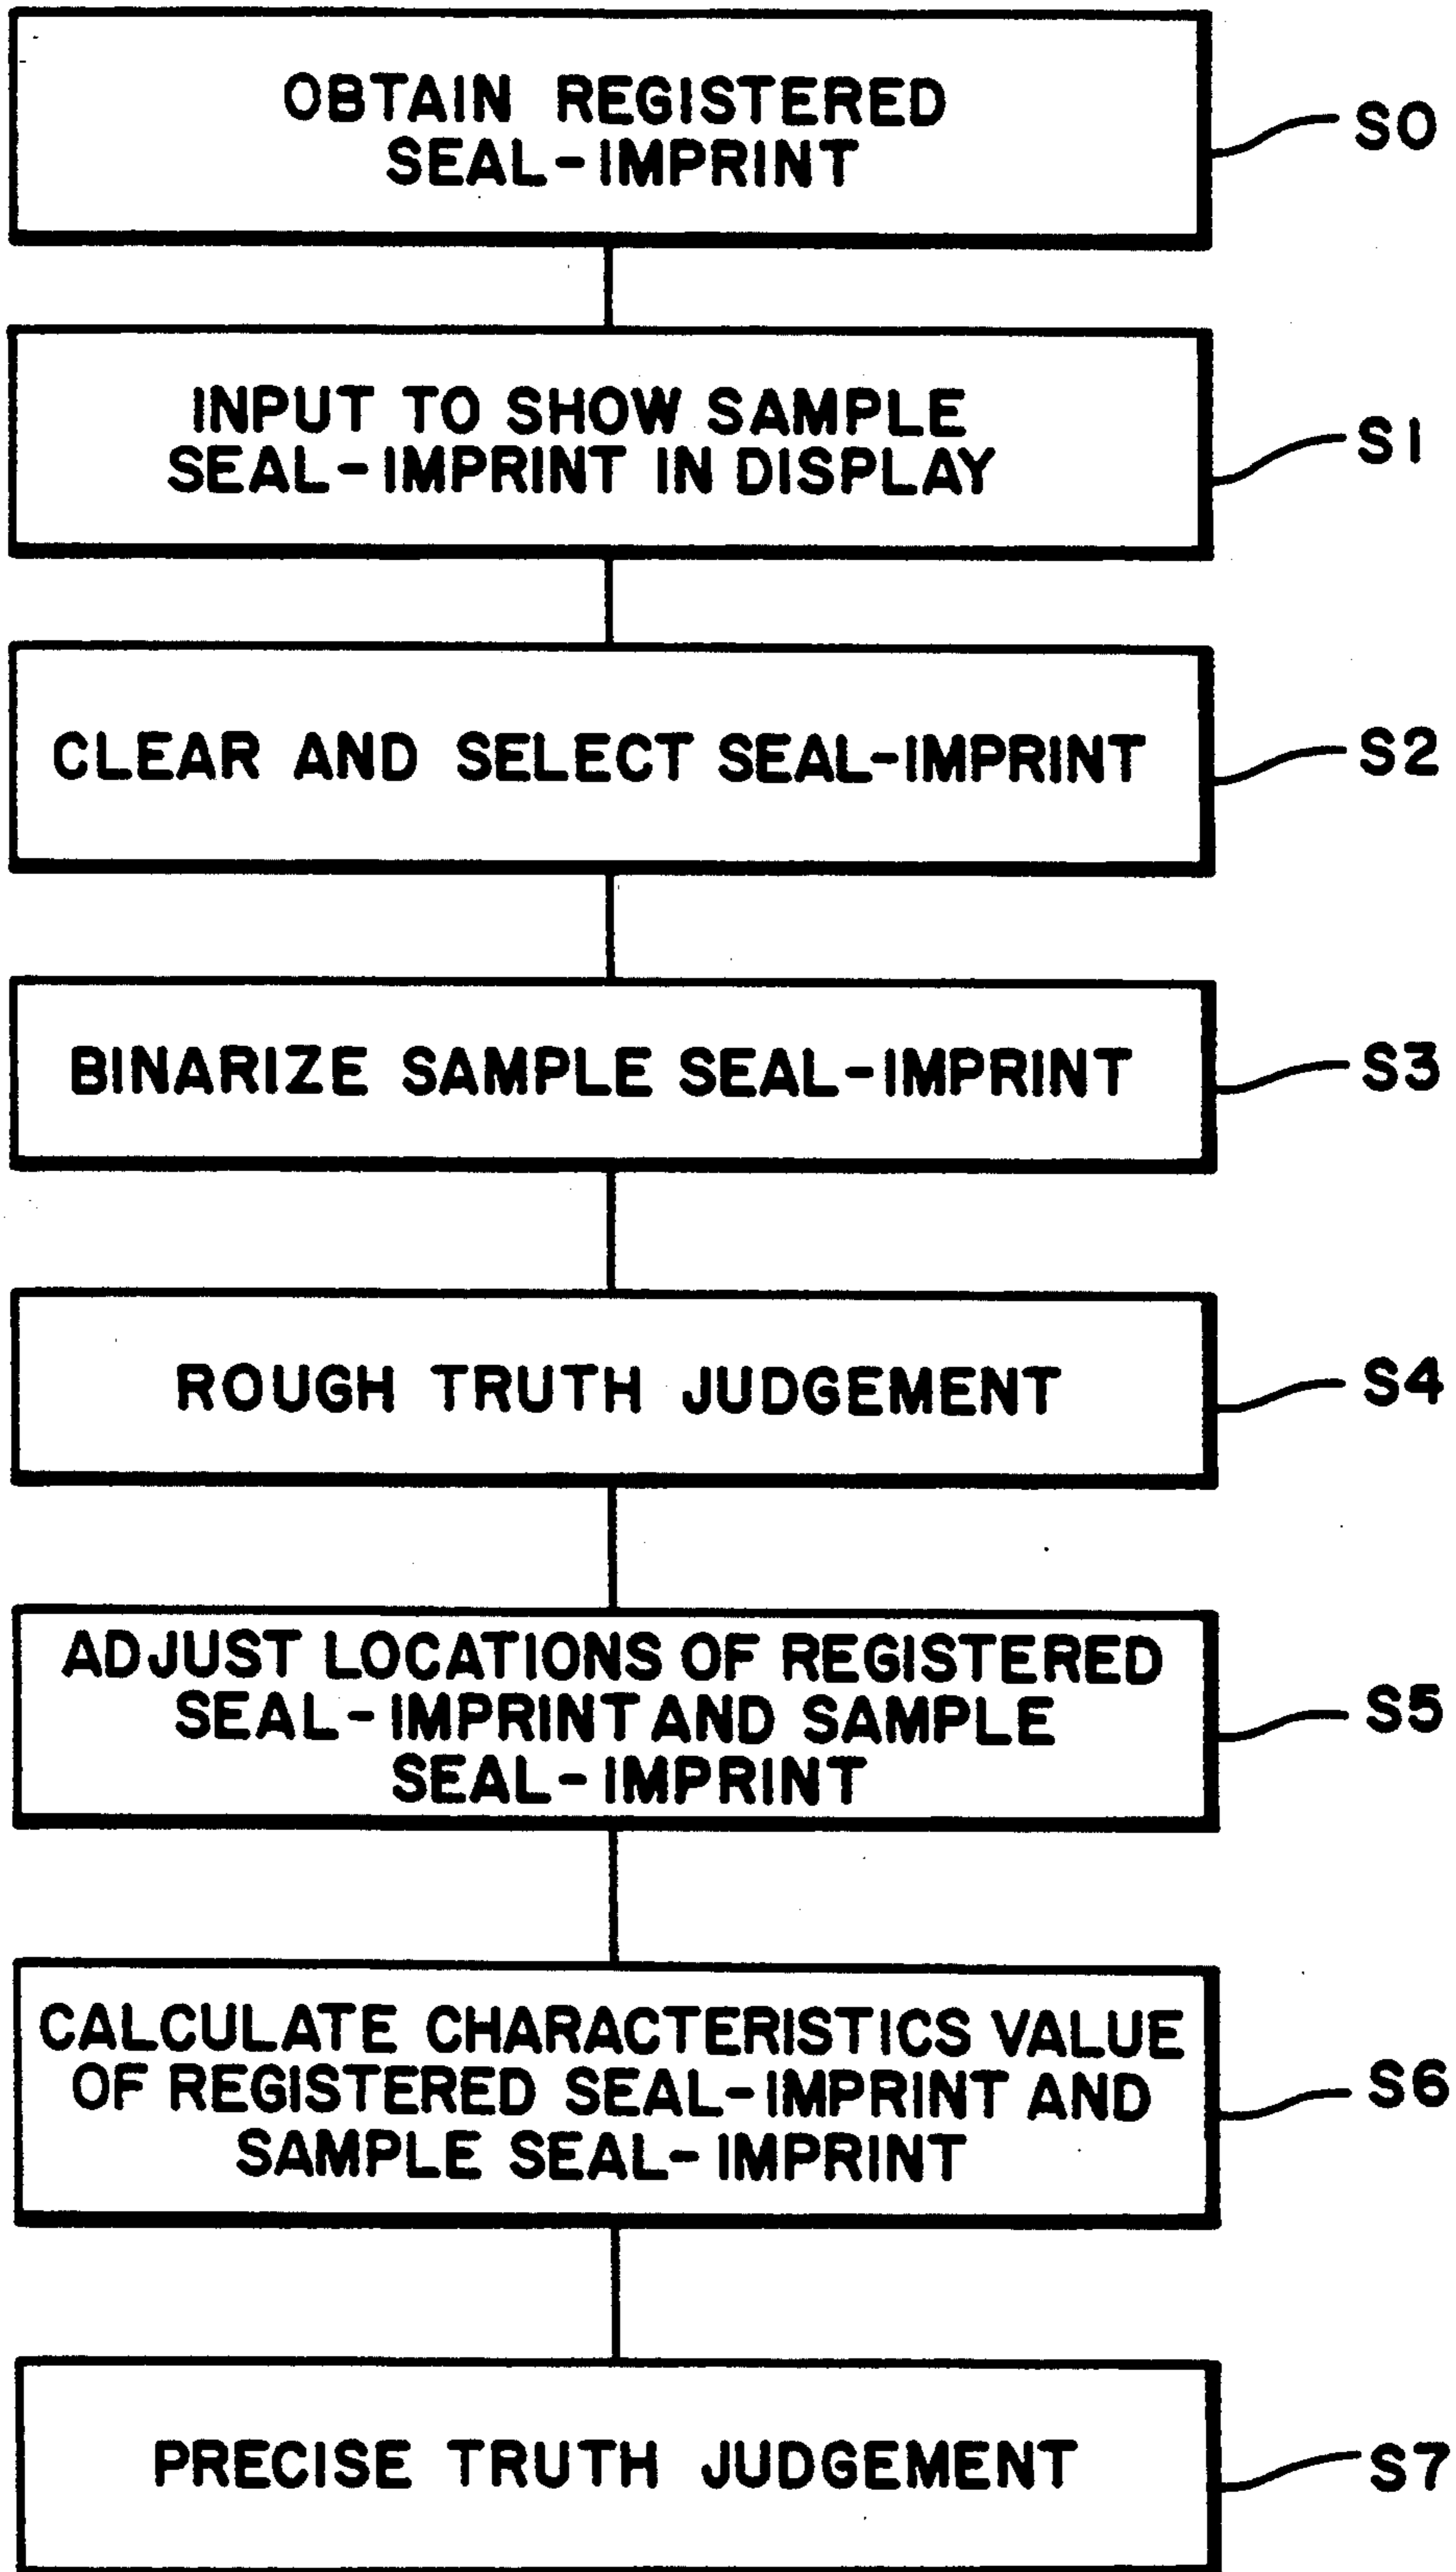 OBTAIN REGISTERED
SEAL-IMPRINT
S0
INPUT TO SHOW SAMPLE
SEAL-IMPRINT IN DISPLAY
S1
CLEAR AND SELECT SEAL-IMPRINT
S2
BINARIZE SAMPLE SEAL-IMPRINT
S3
ROUGH TRUTH JUDGEMENT
S4
ADJUST LOCATIONS OF REGISTERED
SEAL-IMPRINT AND SAMPLE
SEAL-IMPRINT
S5
CALCULATE CHARACTERISTICS VALUE
OF REGISTERED SEAL-IMPRINT AND
SAMPLE SEAL-IMPRINT
S6
PRECISE TRUTH JUDGEMENT
S7